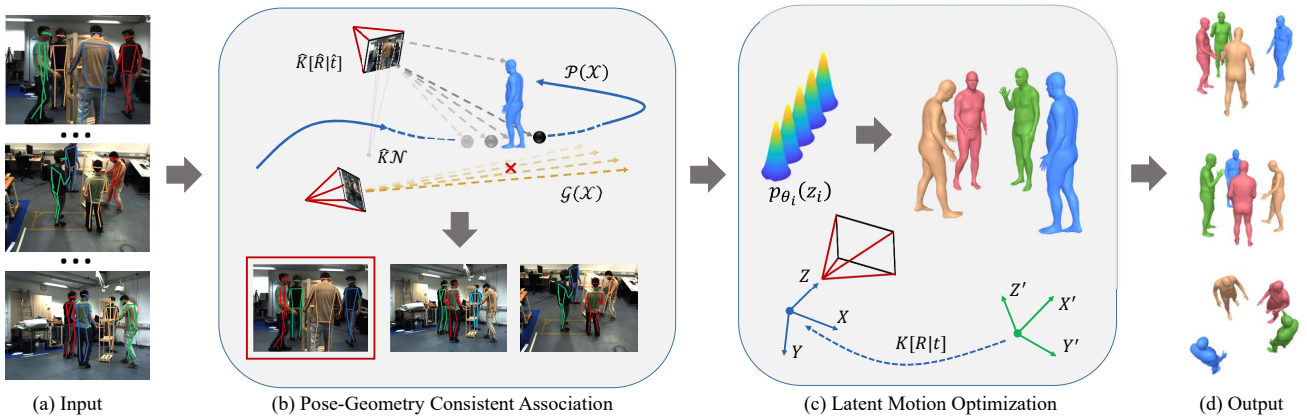 K̂[R̂|t̂]
𝒫(𝒳)
K̂𝒩
𝒢(𝒳)
p_{θ_i}(z_i)
Z
X
Y
Z′
X′
Y′
K[R|t]
(a) Input
(b) Pose-Geometry Consistent Association
(c) Latent Motion Optimization
(d) Output